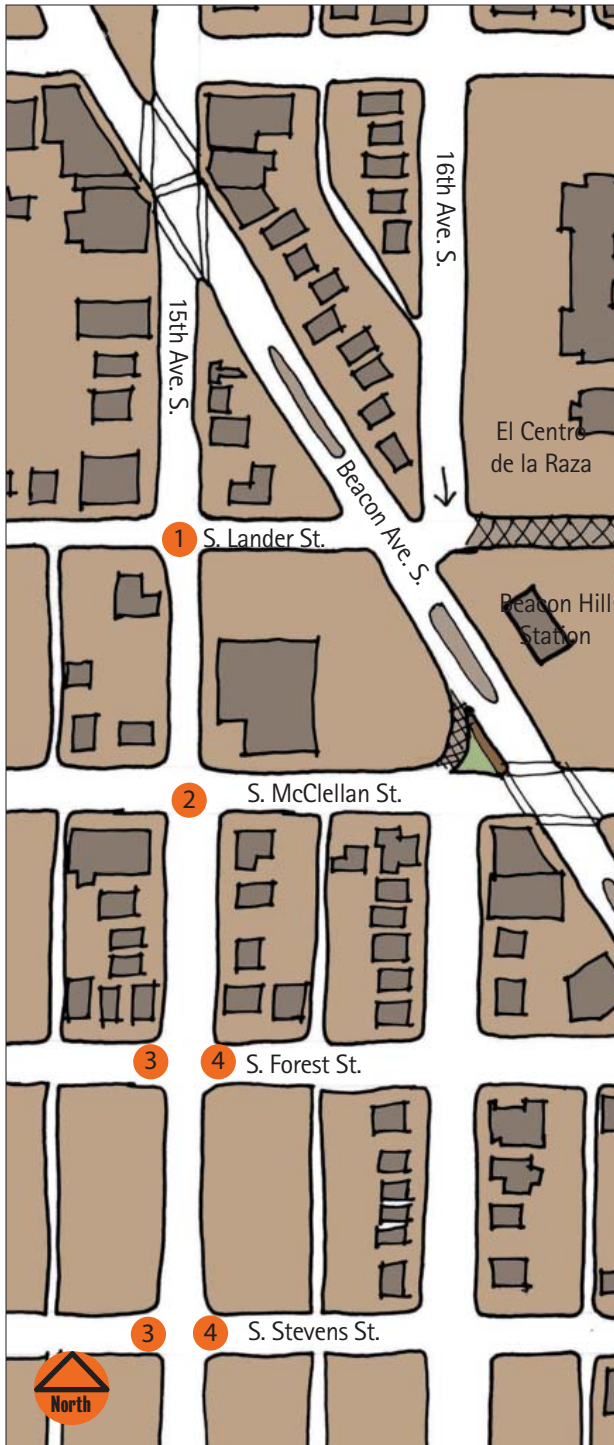 16th Ave. S.
15th Ave. S.
El Centro
de la Raza
Beacon Ave. S.
1 S. Lander St.
Beacon Hill
Station
2 S. McClellan St.
3 4 S. Forest St.
3 4 S. Stevens St.
North